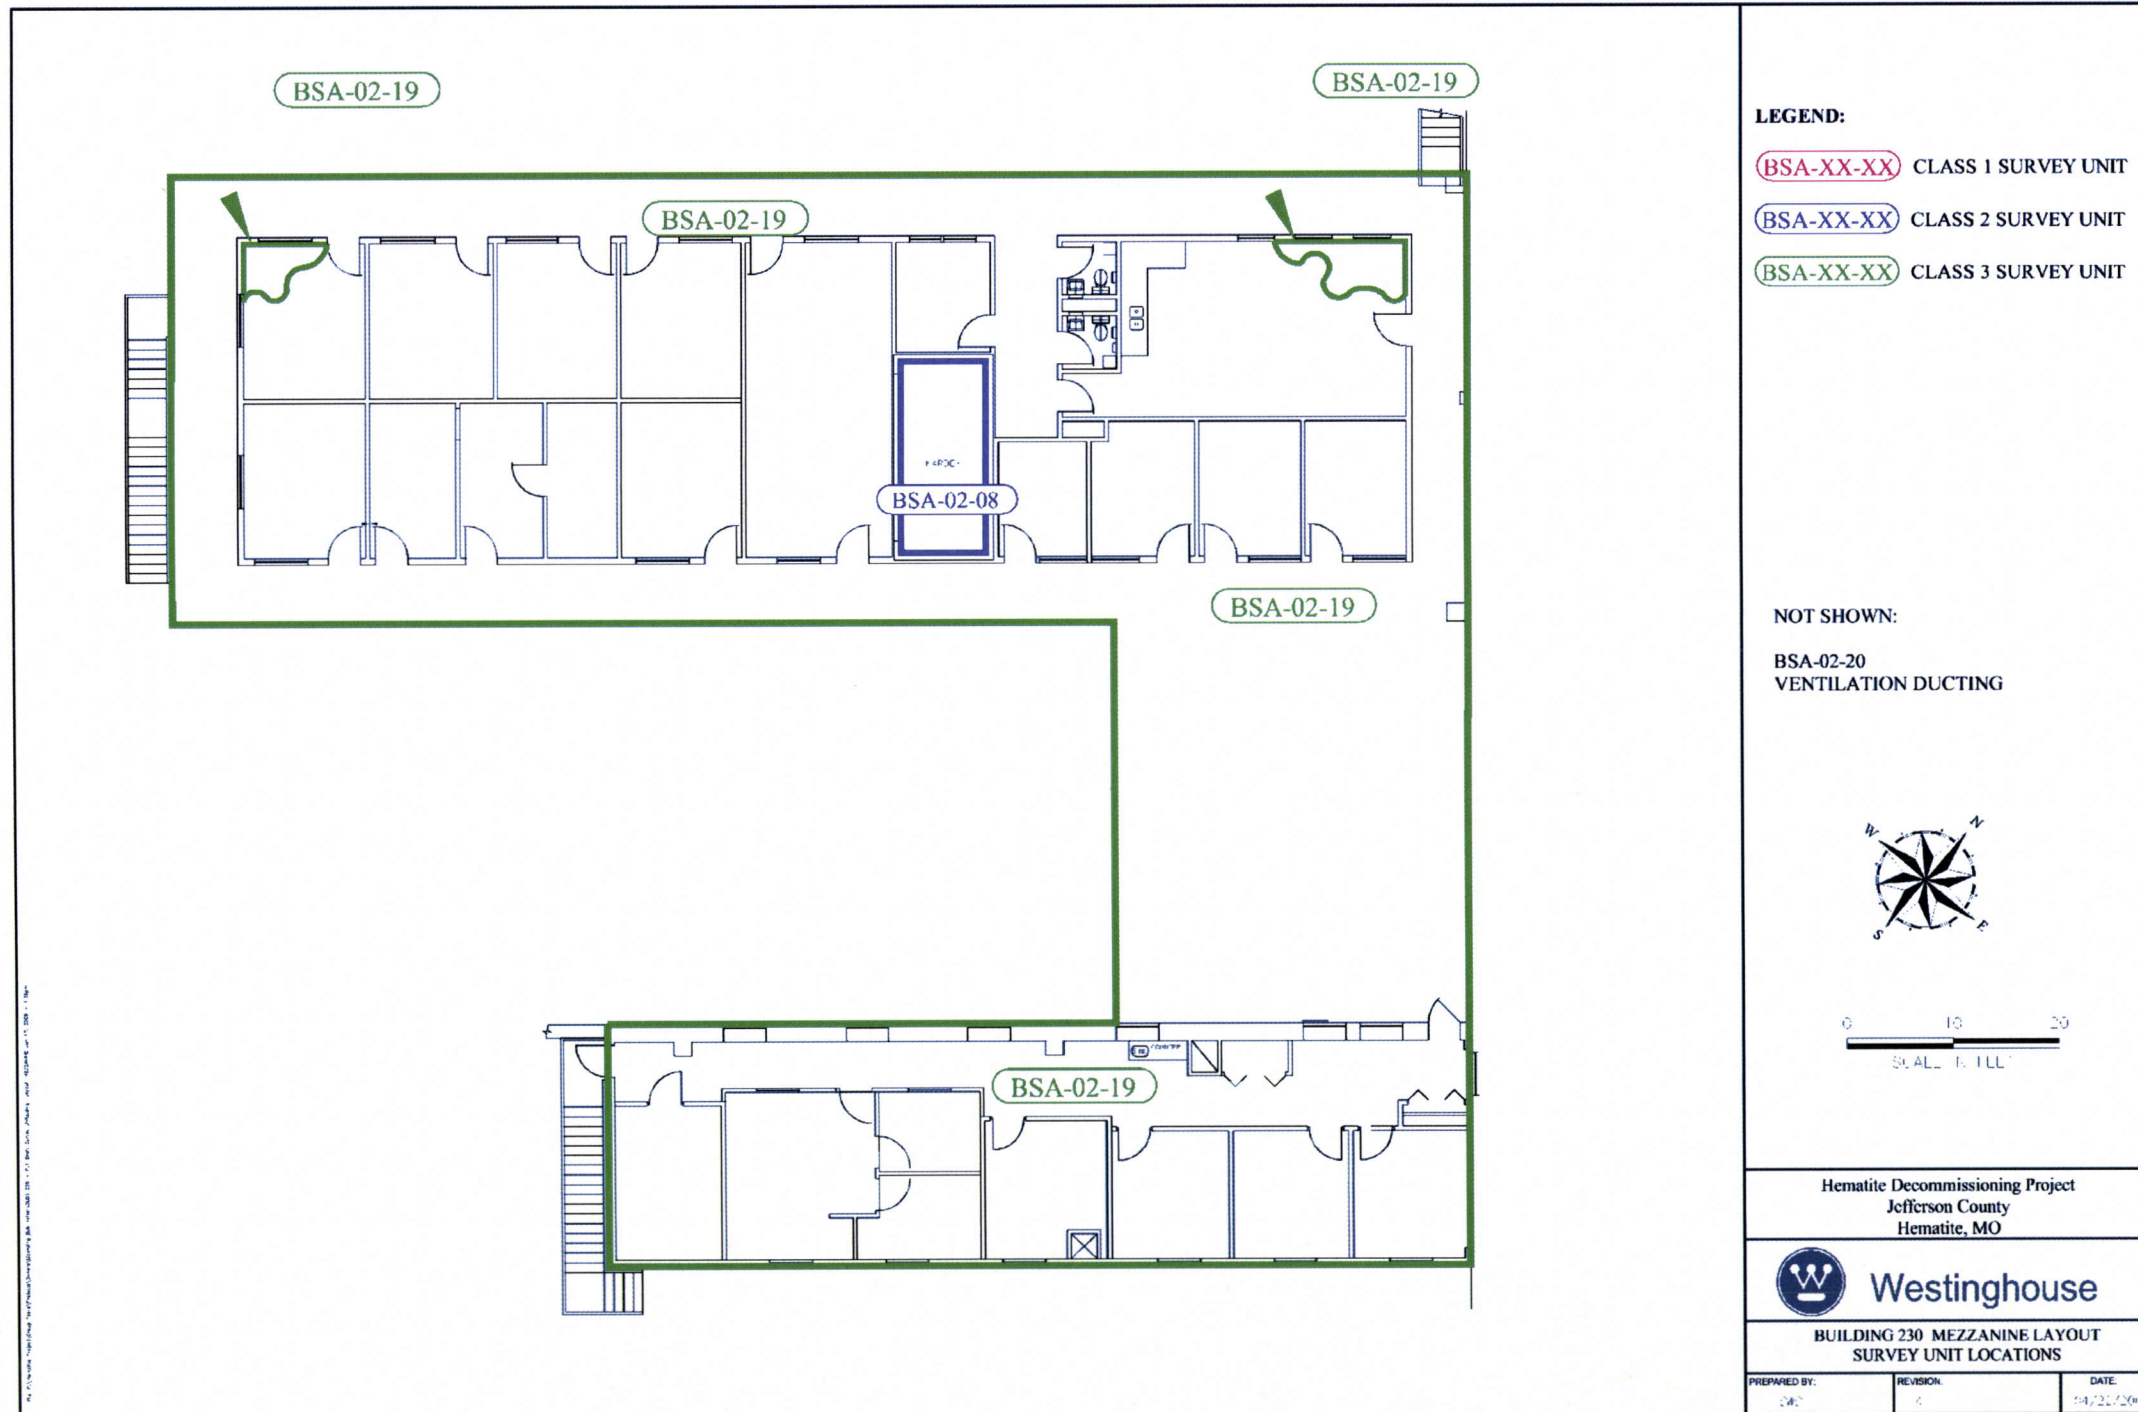 BSA-02-19
BSA-02-19
BSA-02-19
BSA-02-08
BSA-02-19
BSA-02-19
LEGEND:
BSA-XX-XX CLASS 1 SURVEY UNIT
BSA-XX-XX CLASS 2 SURVEY UNIT
BSA-XX-XX CLASS 3 SURVEY UNIT
NOT SHOWN:
BSA-02-20
VENTILATION DUCTING
W N
S E
0 10 20
Hematite Decommissioning Project
Jefferson County
Hematite, MO
Westinghouse
BUILDING 230 MEZZANINE LAYOUT
SURVEY UNIT LOCATIONS
PREPARED BY:
REVISION:
DATE: